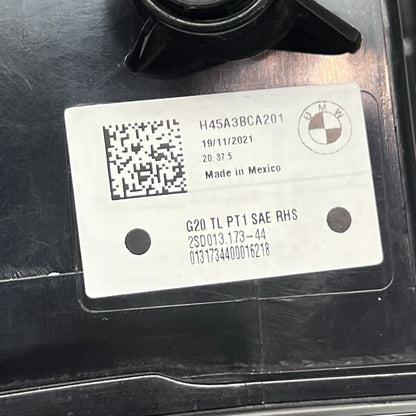 H45A3BCA201
19/11/2021
20:37:5
Made in Mexico
BMW
G20 TL PT1 SAE RHS
2SD013.173-44
0131734400016218